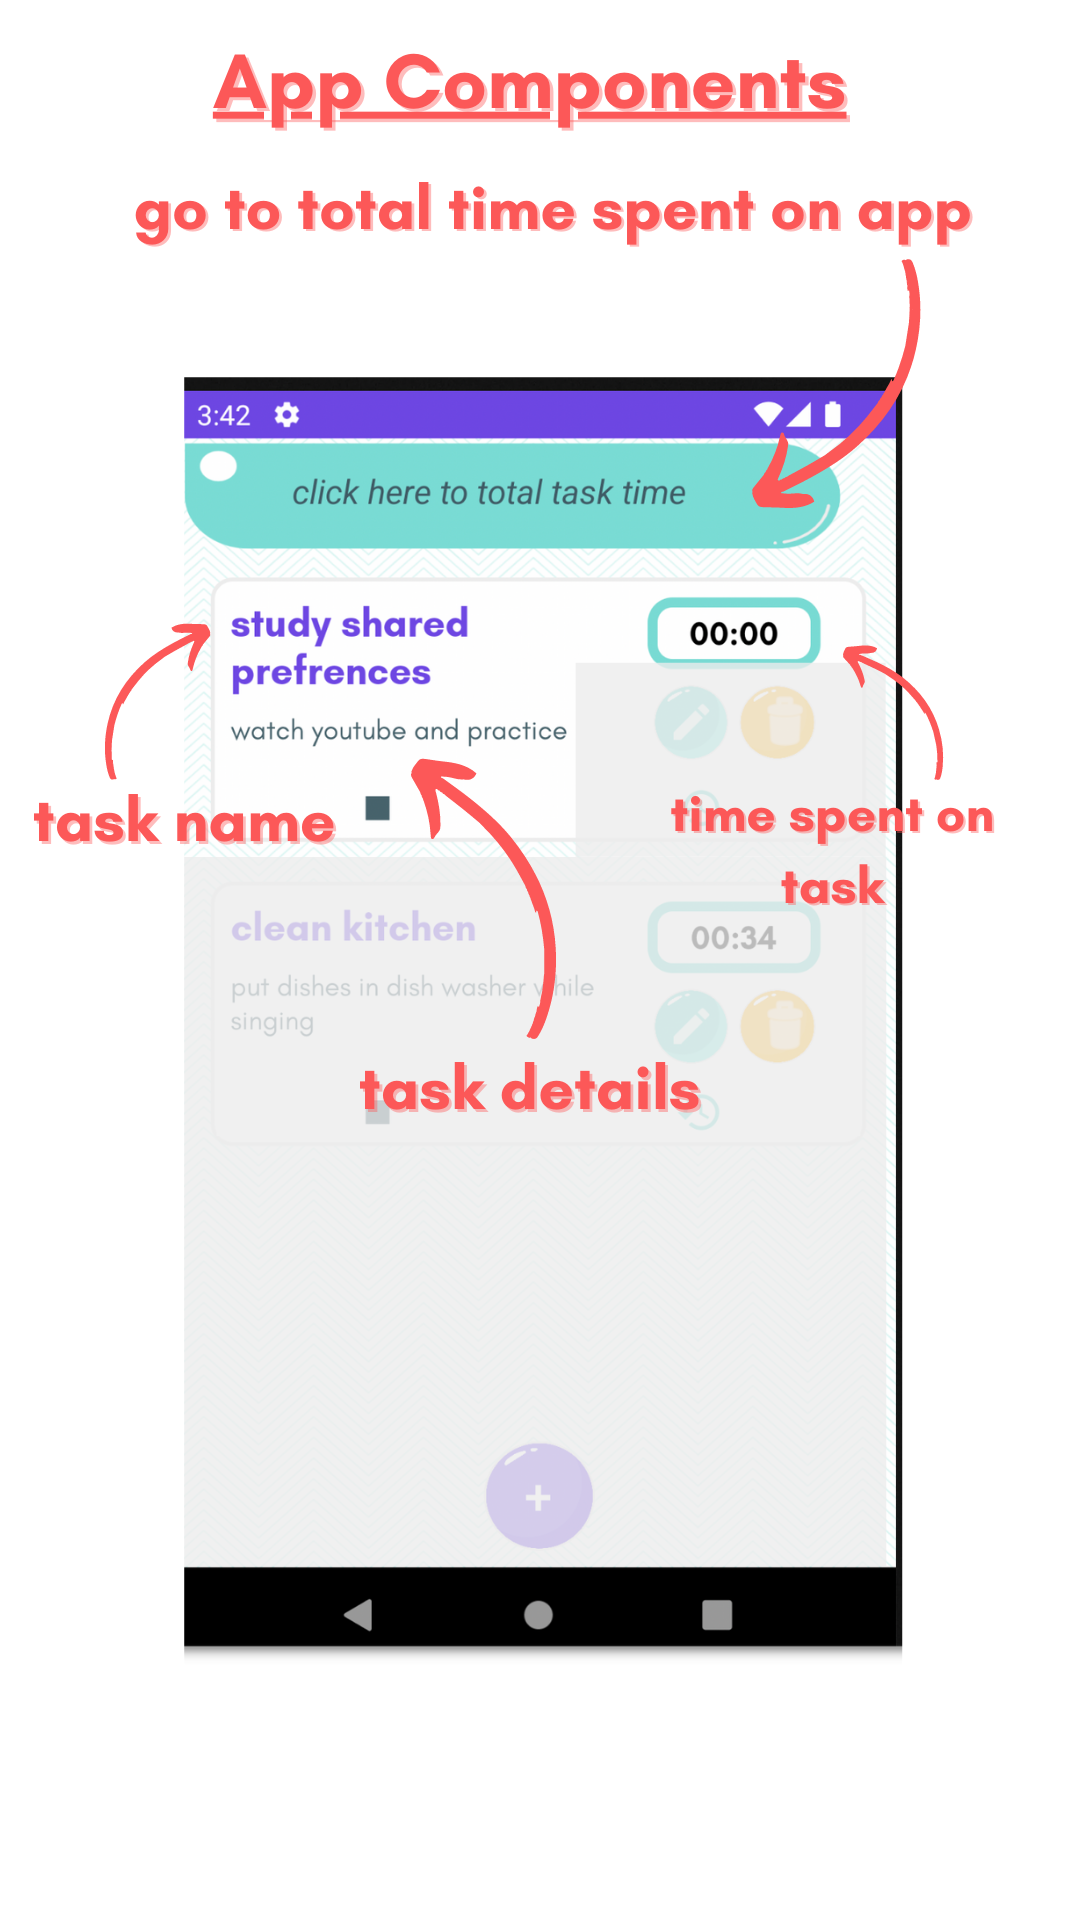 App Components
go to total time spent on app
3:42
click here to total task time
study shared
prefrences
00:00
watch youtube and practice
task name
time spent on
task
clean kitchen
00:34
put dishes in dish washer while
singing
task details
+